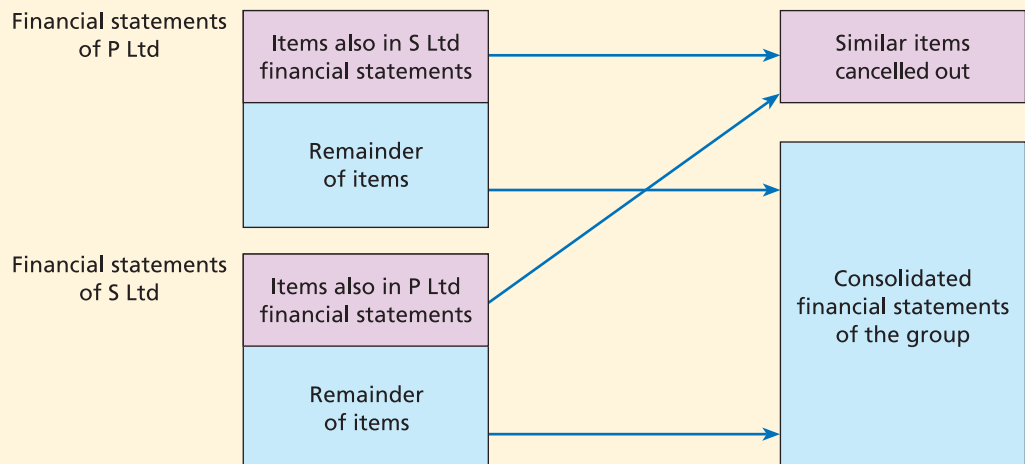 Financial statements
of P Ltd
Items also in S Ltd
financial statements
Remainder
of items
Similar items
cancelled out
Financial statements
of S Ltd
Items also in P Ltd
financial statements
Remainder
of items
Consolidated
financial statements
of the group